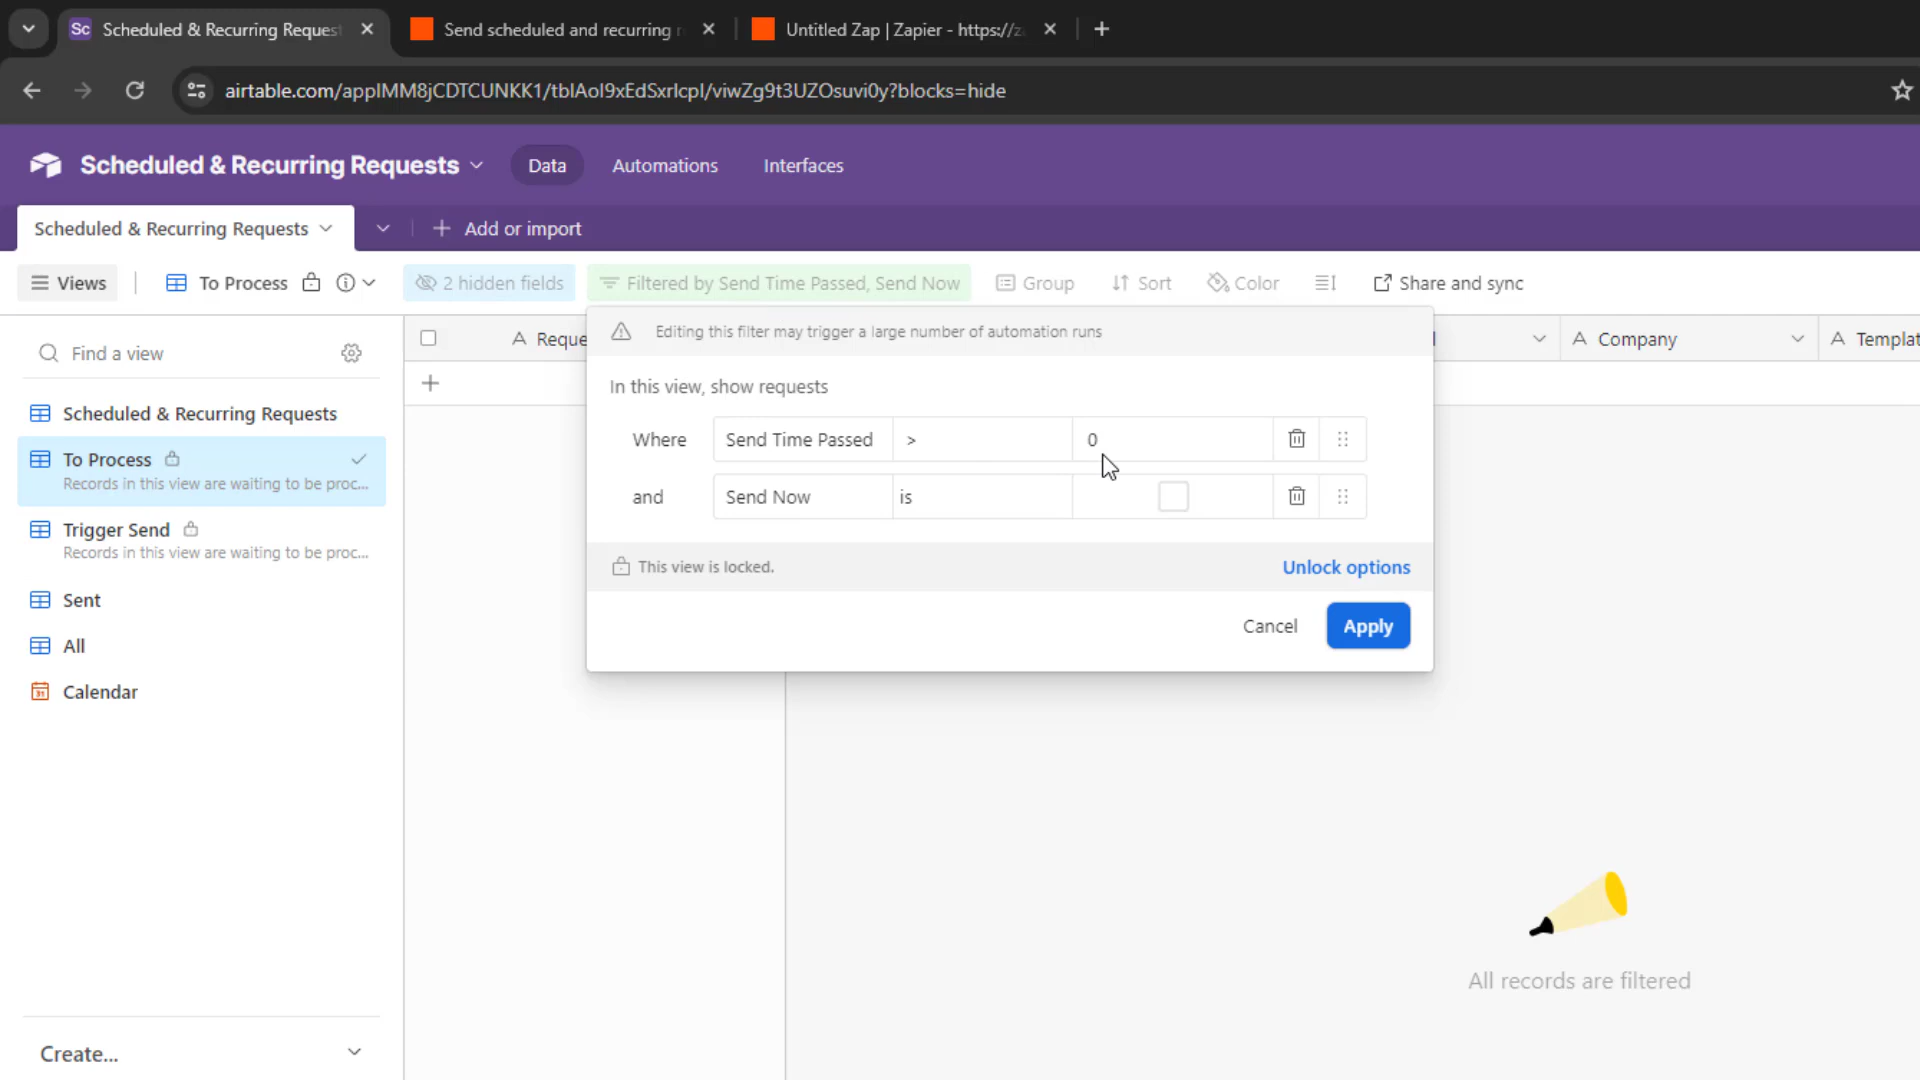 Sc Scheduled & Recurring Request
Send scheduled and recurring r
Untitled Zap | Zapier - https://z
airtable.com/applMM8jCDTCUNKK1/tblAol9xEdSxrlcpl/viwZg9t3UZOsuvi0y?blocks=hide
Scheduled & Recurring Requests
Data
Automations
Interfaces
Scheduled & Recurring Requests
Add or import
Views
To Process
2 hidden fields
Filtered by Send Time Passed, Send Now
Group
Sort
Color
Share and sync
Find a view
Scheduled & Recurring Requests
To Process
Records in this view are waiting to be proc...
Trigger Send
Records in this view are waiting to be proc...
Sent
All
31 Calendar
Create...
A Reque
A Company
A Templat
Editing this filter may trigger a large number of automation runs
In this view, show requests
Where Send Time Passed > 0
and Send Now is
This view is locked.
Unlock options
Cancel
Apply
All records are filtered